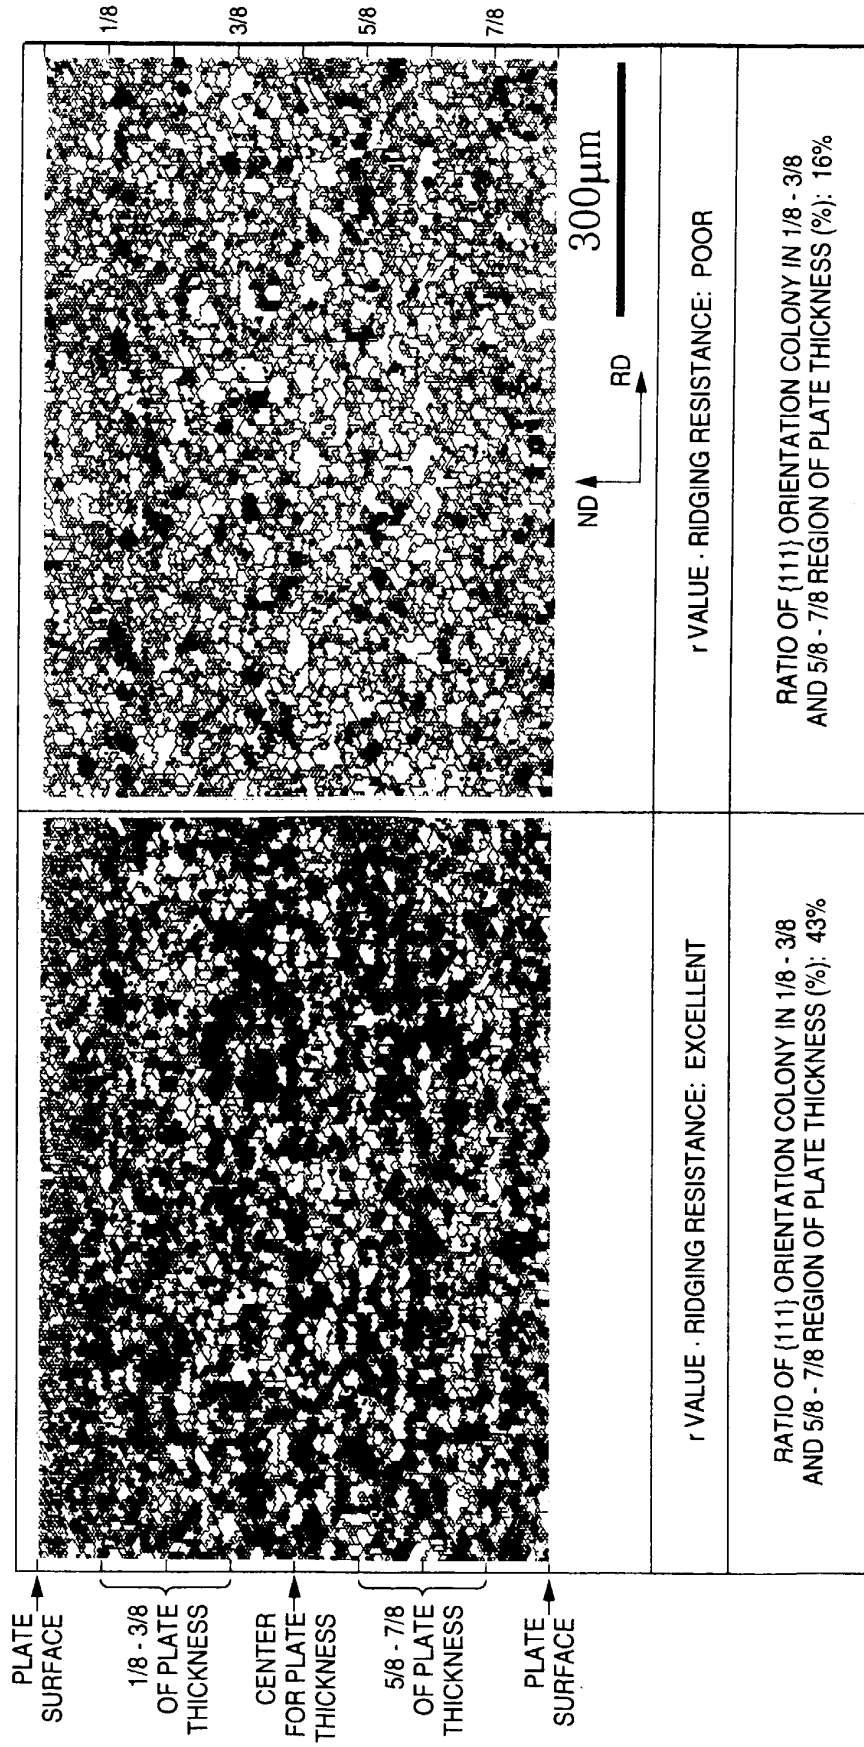 PLATE
SURFACE
1/8 - 3/8
OF PLATE
THICKNESS
CENTER
FOR PLATE
THICKNESS
5/8 - 7/8
OF PLATE
THICKNESS
PLATE
SURFACE
1/8
3/8
5/8
7/8
300μm
ND
RD
r VALUE · RIDGING RESISTANCE: EXCELLENT
r VALUE · RIDGING RESISTANCE: POOR
RATIO OF {111} ORIENTATION COLONY IN 1/8 - 3/8
AND 5/8 - 7/8 REGION OF PLATE THICKNESS (%): 43%
RATIO OF {111} ORIENTATION COLONY IN 1/8 - 3/8
AND 5/8 - 7/8 REGION OF PLATE THICKNESS (%): 16%